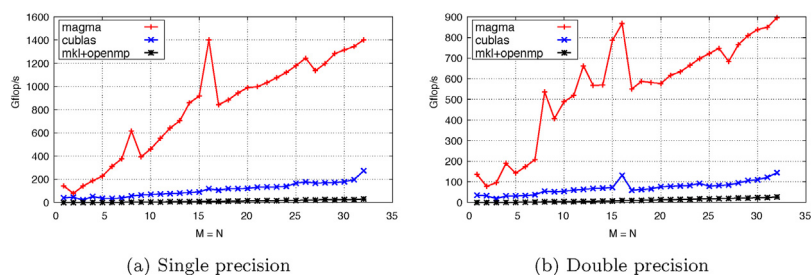 1600
1400
1200
1000
800
600
400
200
0
Gflop/s
magma
cublas
mkl+openmp
0 5 10 15 20 25 30 35
M = N
(a) Single precision
900
800
700
600
500
400
300
200
100
0
Gflop/s
magma
cublas
mkl+openmp
0 5 10 15 20 25 30 35
M = N
(b) Double precision